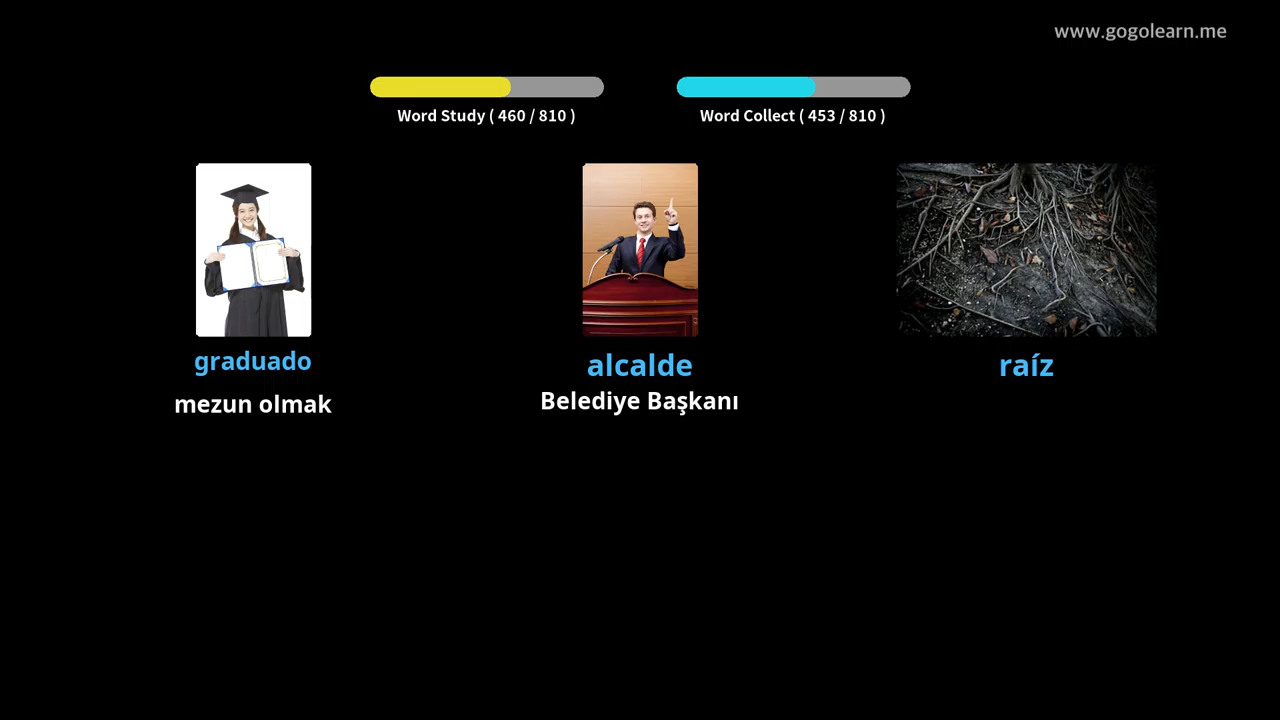 www.gogolearn.me
Word Study ( 460 / 810 )
Word Collect ( 453 / 810 )
graduado
mezun olmak
alcalde
Belediye Başkanı
raíz